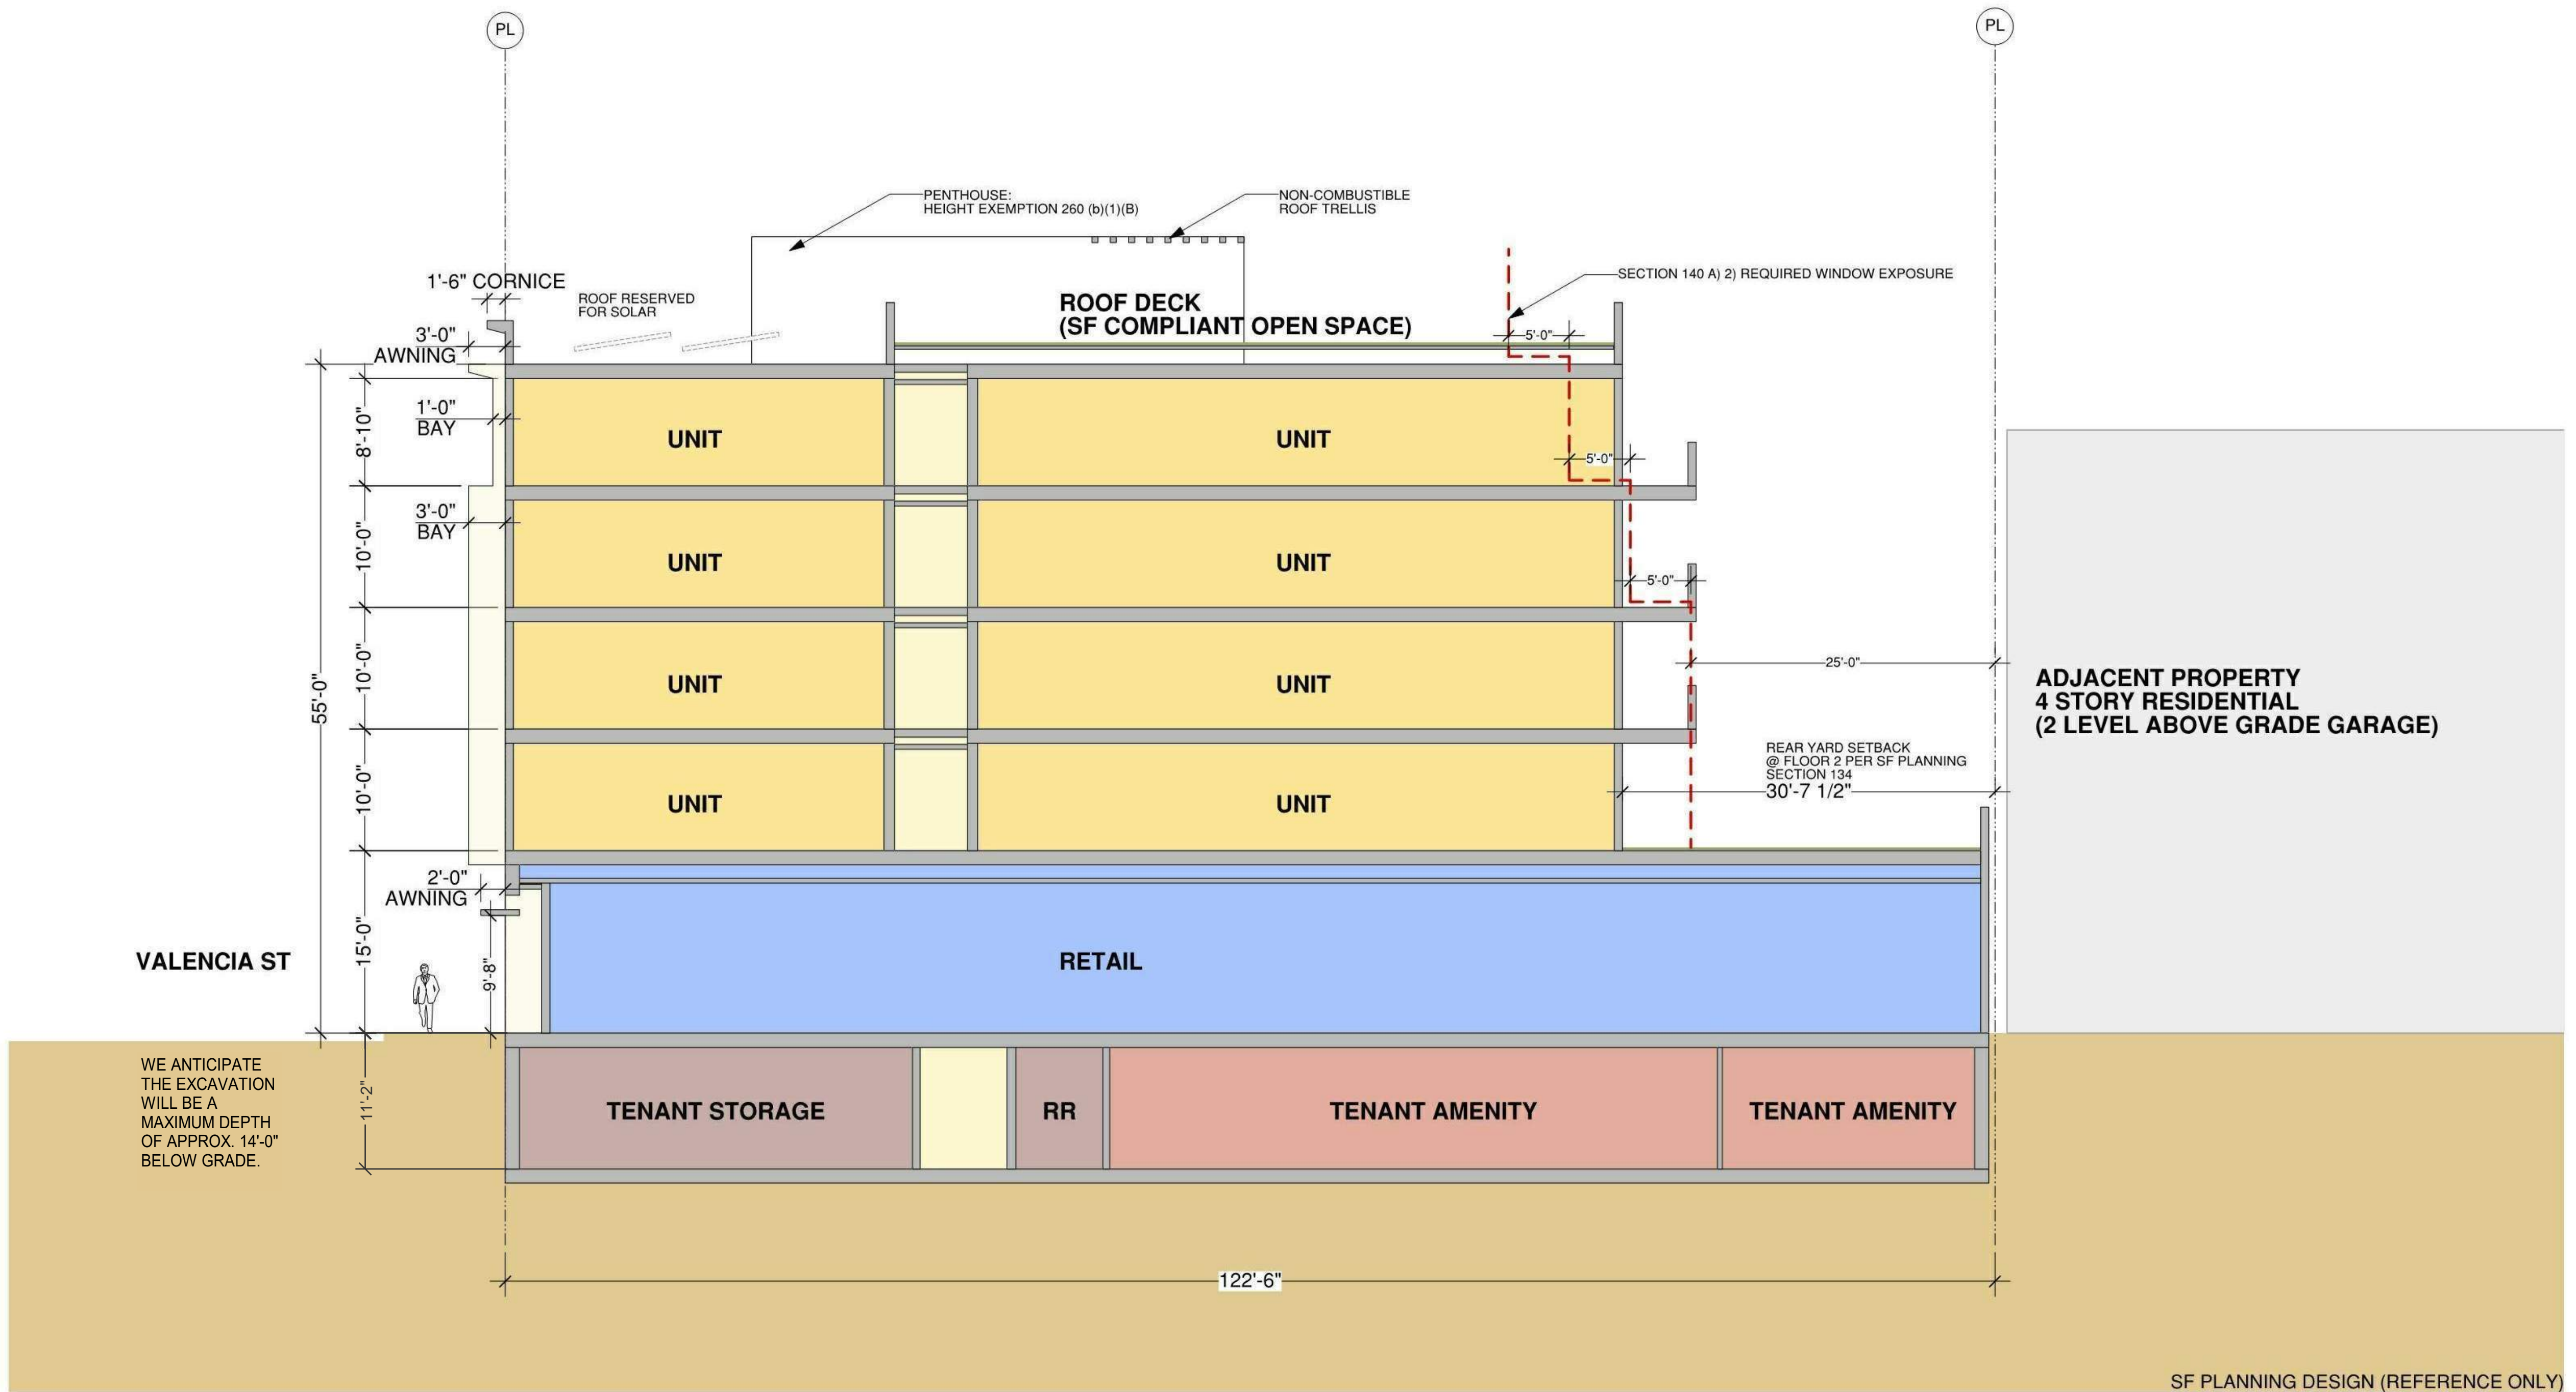 PL
PL
PENTHOUSE:
HEIGHT EXEMPTION 260 (b)(1)(B)
NON-COMBUSTIBLE
ROOF TRELLIS
SECTION 140 A) 2) REQUIRED WINDOW EXPOSURE
1'-6" CORNICE
ROOF RESERVED
FOR SOLAR
ROOF DECK
(SF COMPLIANT OPEN SPACE)
3'-0"
AWNING
5'-0"
1'-0"
BAY
8'-10"
UNIT
UNIT
5'-0"
3'-0"
BAY
10'-0"
UNIT
UNIT
5'-0"
55'-0"
10'-0"
UNIT
UNIT
25'-0"
ADJACENT PROPERTY
4 STORY RESIDENTIAL
(2 LEVEL ABOVE GRADE GARAGE)
REAR YARD SETBACK
@ FLOOR 2 PER SF PLANNING
SECTION 134
30'-7 1/2"
10'-0"
UNIT
UNIT
2'-0"
AWNING
15'-0"
9'-8"
VALENCIA ST
RETAIL
WE ANTICIPATE
THE EXCAVATION
WILL BE A
MAXIMUM DEPTH
OF APPROX. 14'-0"
BELOW GRADE.
11'-2"
TENANT STORAGE
RR
TENANT AMENITY
TENANT AMENITY
122'-6"
SF PLANNING DESIGN (REFERENCE ONLY)